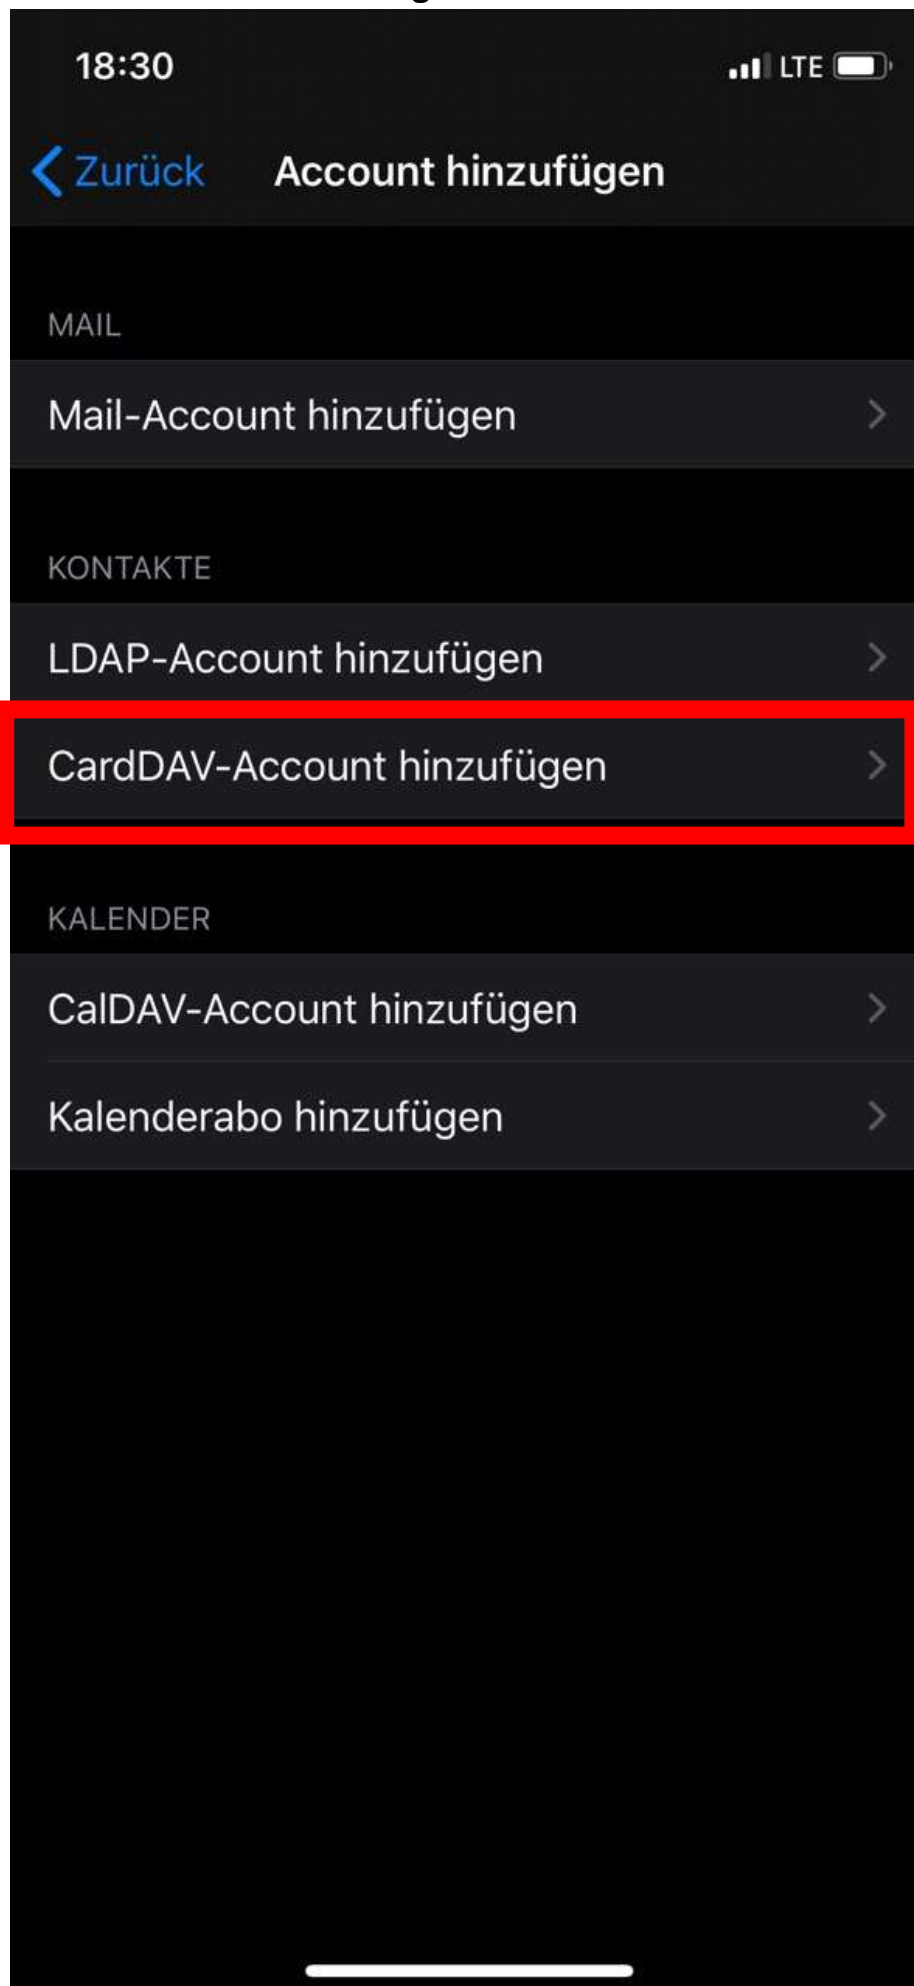 18:30 LTE
Zurück Account hinzufügen
MAIL
Mail-Account hinzufügen
KONTAKTE
LDAP-Account hinzufügen
CardDAV-Account hinzufügen
KALENDER
CalDAV-Account hinzufügen
Kalenderabo hinzufügen